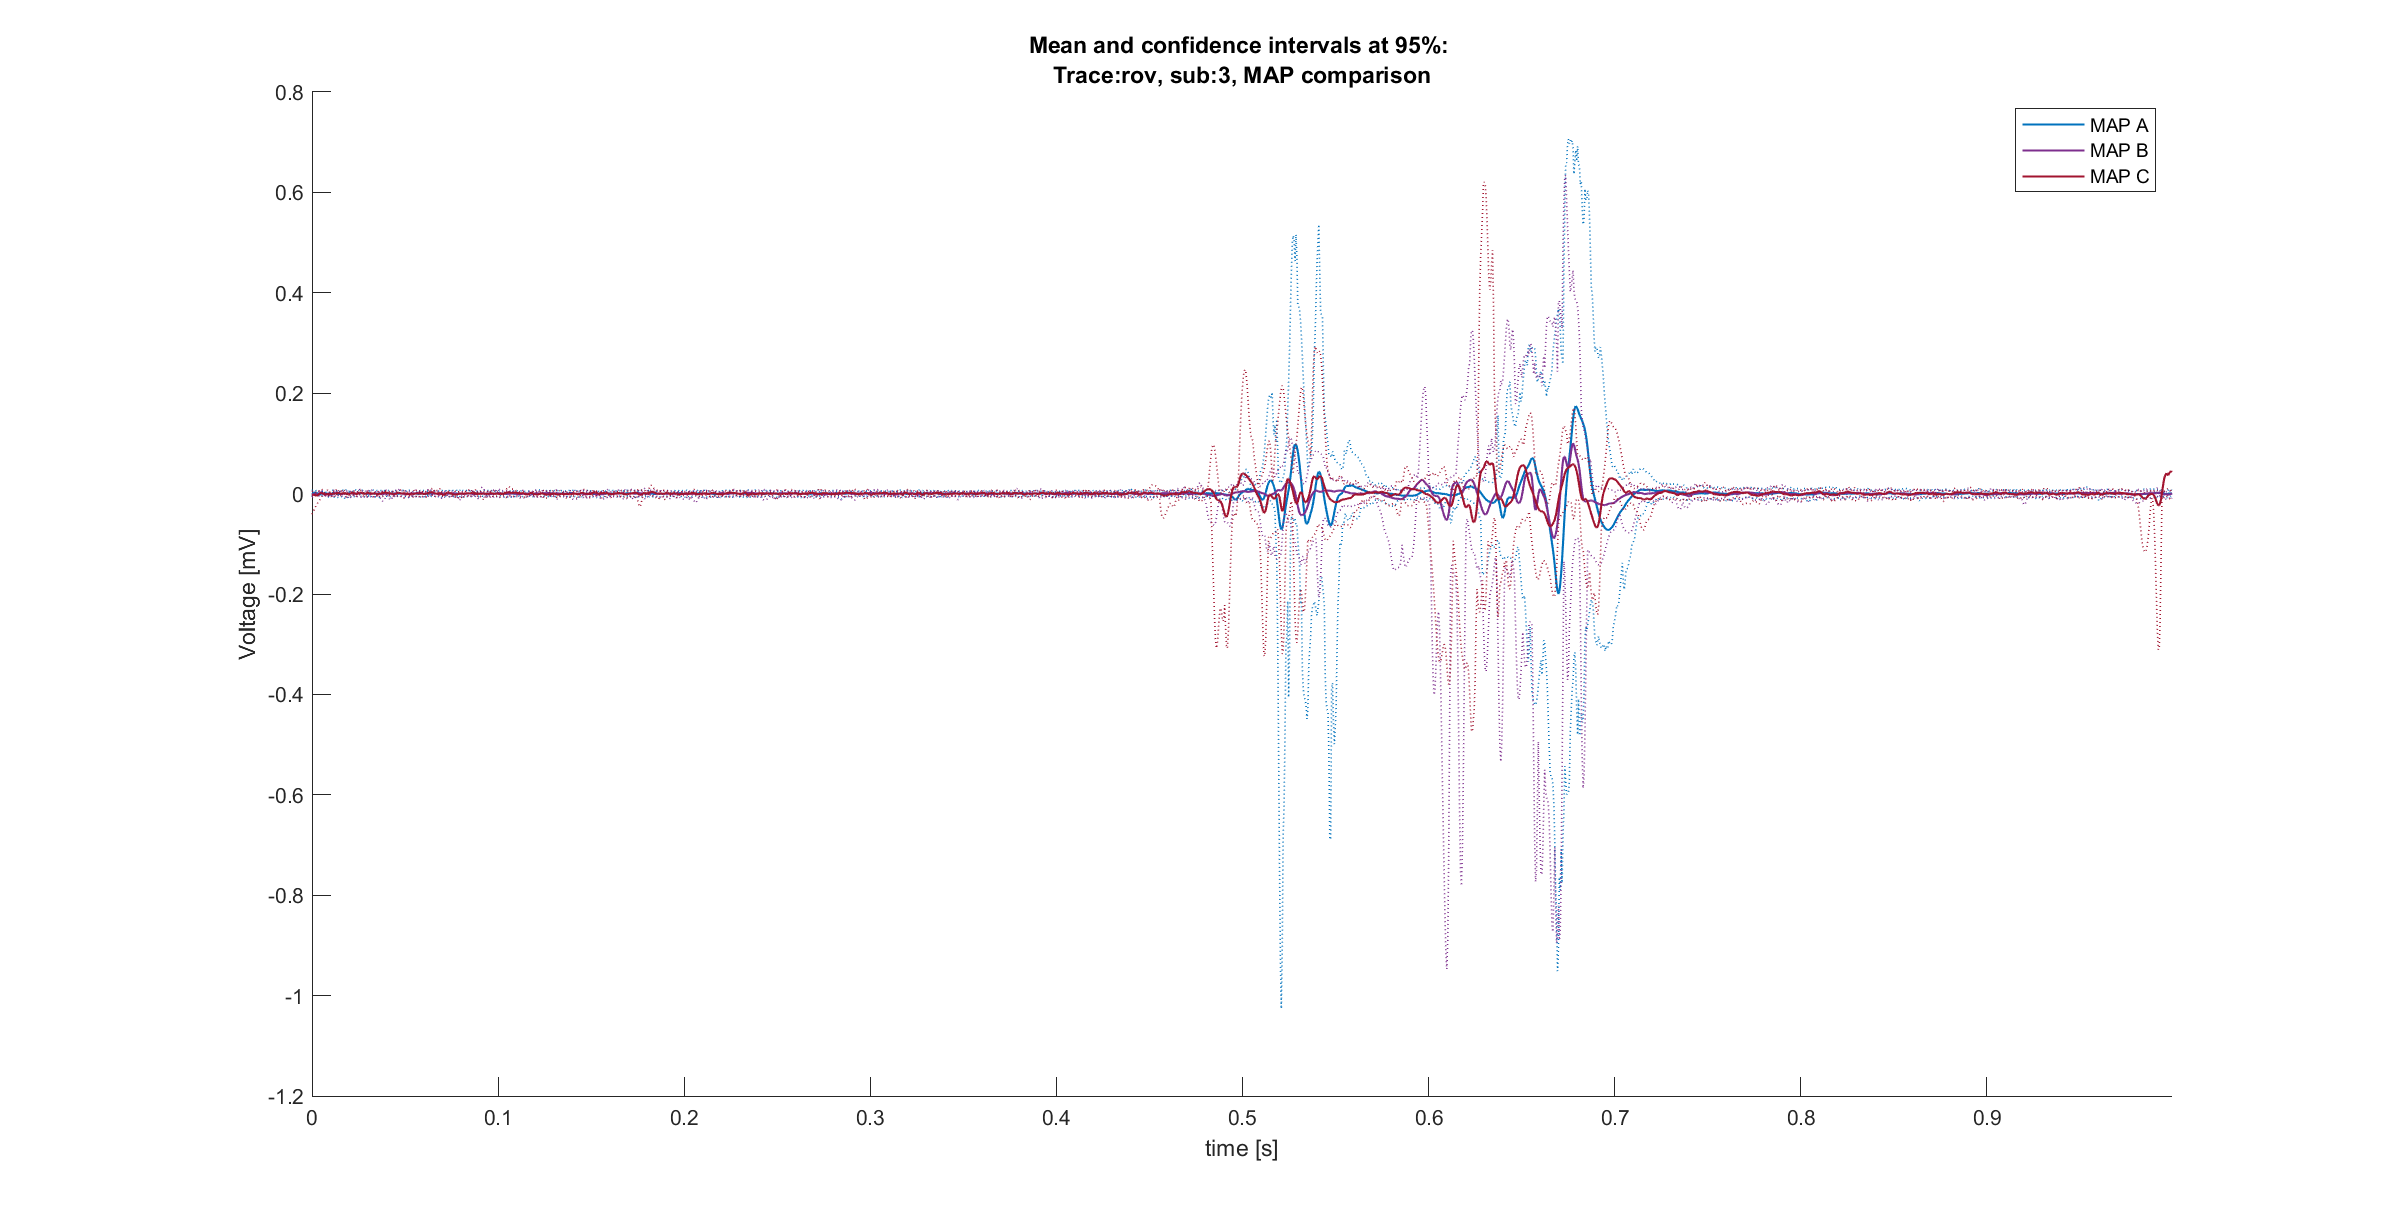 Mean and confidence intervals at 95%:
Trace:rov, sub:3, MAP comparison
MAP A
MAP B
MAP C
0.8
0.6
0.4
0.2
0
-0.2
-0.4
-0.6
-0.8
-1
-1.2
Voltage [mV]
0 0.1 0.2 0.3 0.4 0.5 0.6 0.7 0.8 0.9
time [s]